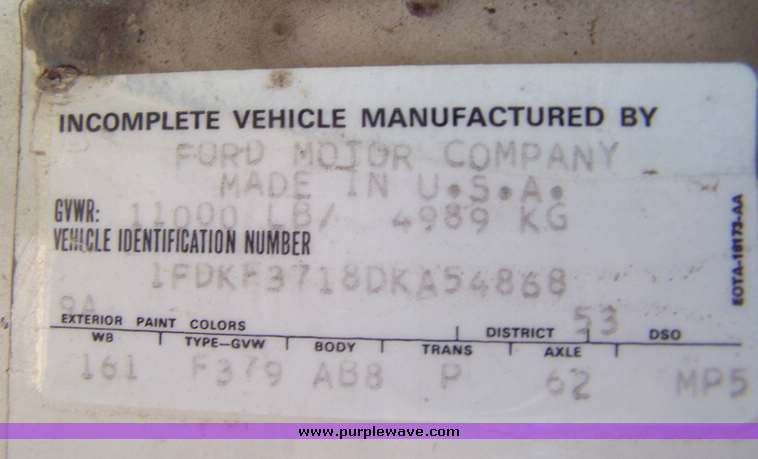 INCOMPLETE VEHICLE MANUFACTURED BY
FORD MOTOR COMPANY
MADE IN U.S.A.
GVWR: 11000 LB/ 4989 KG
VEHICLE IDENTIFICATION NUMBER
1FDKF3718DKA54868
9A 53
EXTERIOR PAINT COLORS DISTRICT DSO
WB TYPE-GVW BODY TRANS AXLE
161 F379 AB8 P 62 MP5
EOTA-16173-AA
www.purplewave.com